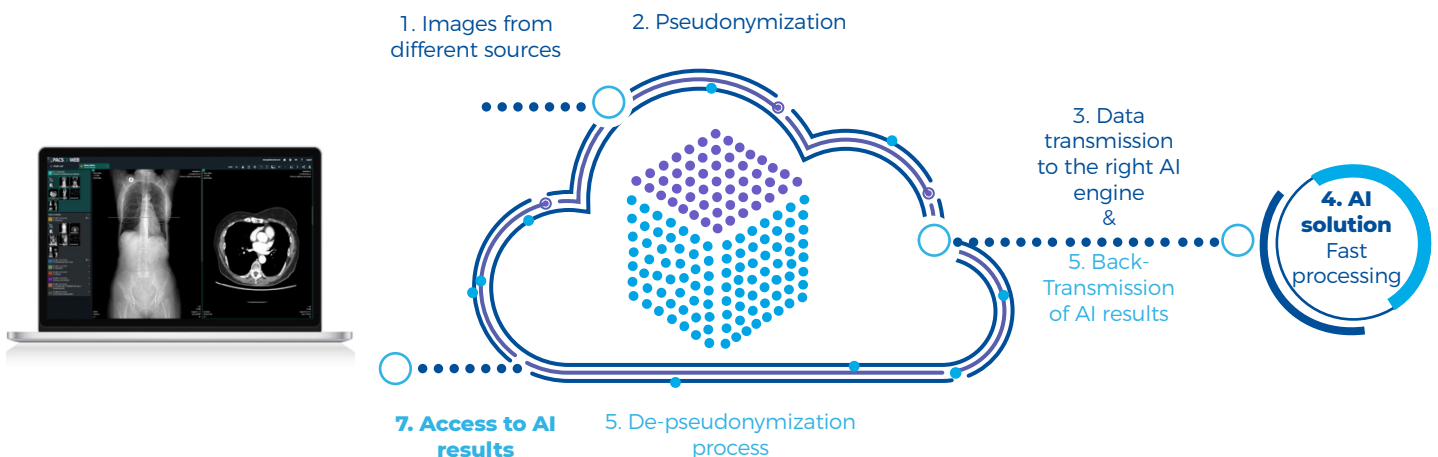 1. Images from
different sources
2. Pseudonymization
3. Data
transmission
to the right AI
engine
&
5. Back-
Transmission
of AI results
4. AI
solution
Fast
processing
PACS
WEB
7. Access to AI
results
5. De-pseudonymization
process